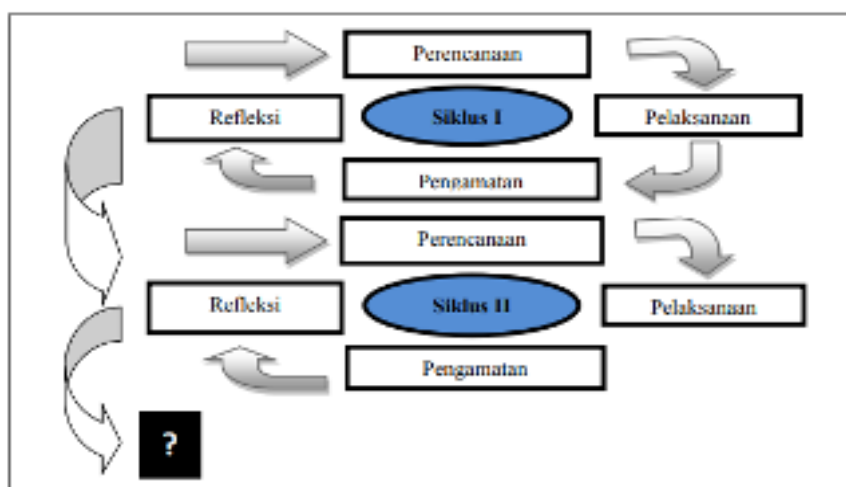 Perencanaan
Refleksi
Siklus I
Pelaksanaan
Pengamatan
Perencanaan
Refleksi
Siklus II
Pelaksanaan
Pengamatan
?